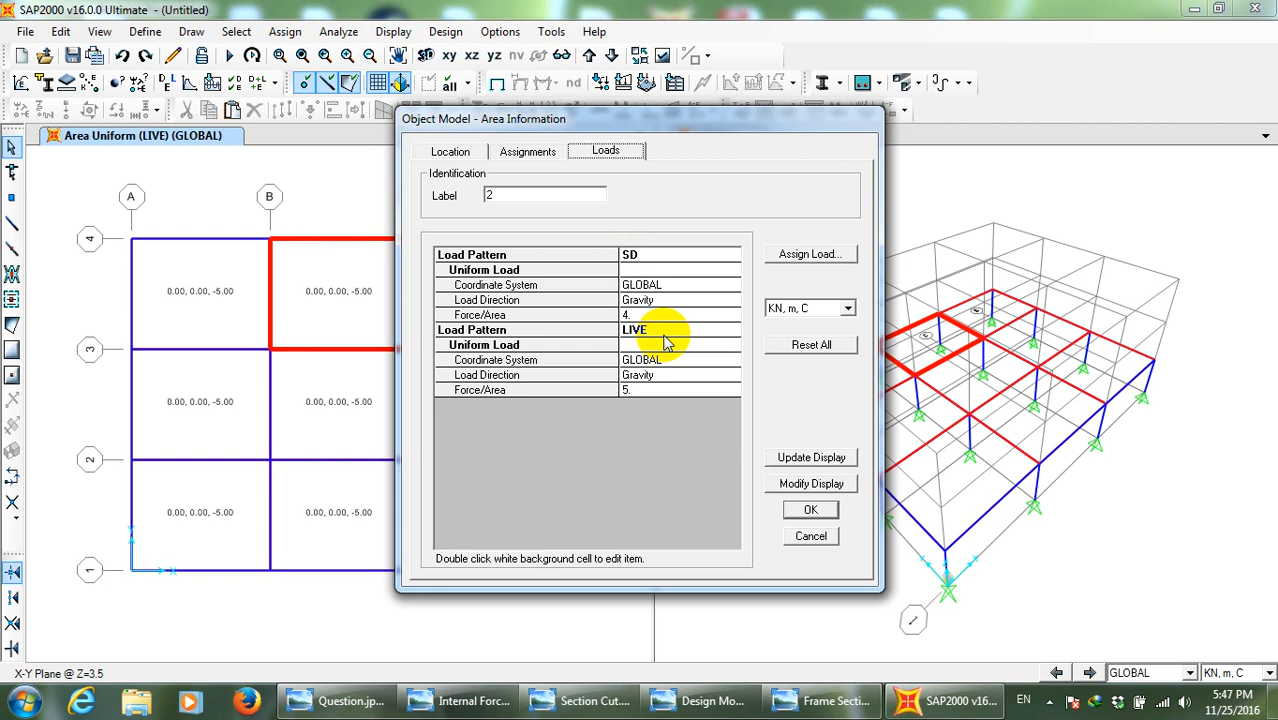 SAP2000 v16.0.0 Ultimate - (Untitled)
File Edit View Define Draw Select Assign Analyze Display Design Options Tools Help
3D xy xz yz nv
all nd
Area Uniform (LIVE) (GLOBAL)
Object Model - Area Information
Location Assignments Loads
Identification
Label 2
Load Pattern SD
Uniform Load
Coordinate System GLOBAL
Load Direction Gravity
Force/Area 4.
Load Pattern LIVE
Uniform Load
Coordinate System GLOBAL
Load Direction Gravity
Force/Area 5.
Double click white background cell to edit item.
Assign Load...
KN, m, C
Reset All
Update Display
Modify Display
OK
Cancel
A B
4
0.00, 0.00, -5.00 0.00, 0.00, -5.00
3
0.00, 0.00, -5.00 0.00, 0.00, -5.00
2
0.00, 0.00, -5.00 0.00, 0.00, -5.00
1
X-Y Plane @ Z=3.5
GLOBAL KN, m, C
Question.jp... Internal Forc... Section Cut.... Design Mo... Frame Secti... SAP2000 v16... EN
5:47 PM
11/25/2016